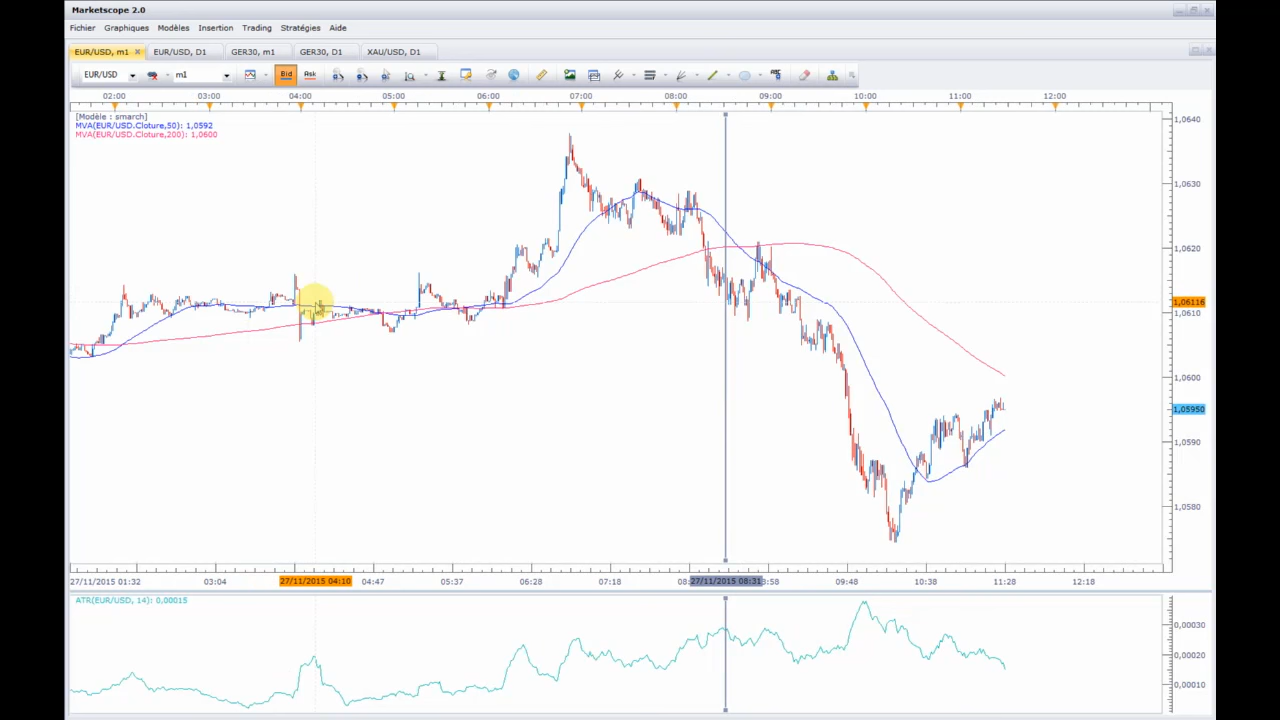 Marketscope 2.0
Fichier Graphiques Modèles Insertion Trading Stratégies Aide
EUR/USD, m1 EUR/USD, D1 GER30, m1 GER30, D1 XAU/USD, D1
EUR/USD m1 Bid Ask
02:00 03:00 04:00 05:00 06:00 07:00 08:00 09:00 10:00 11:00 12:00
[Modèle : smarch]
MVA(EUR/USD.Cloture,50): 1,0592
MVA(EUR/USD.Cloture,200): 1,0600
1,0640
1,0630
1,0620
1,06116
1,0610
1,0600
1,05950
1,0590
1,0580
27/11/2015 01:32 03:04 27/11/2015 04:10 04:47 05:37 06:28 07:18 27/11/2015 08:31 09:48 10:38 11:28 12:18
ATR(EUR/USD, 14): 0,00015
0,00030
0,00020
0,00010